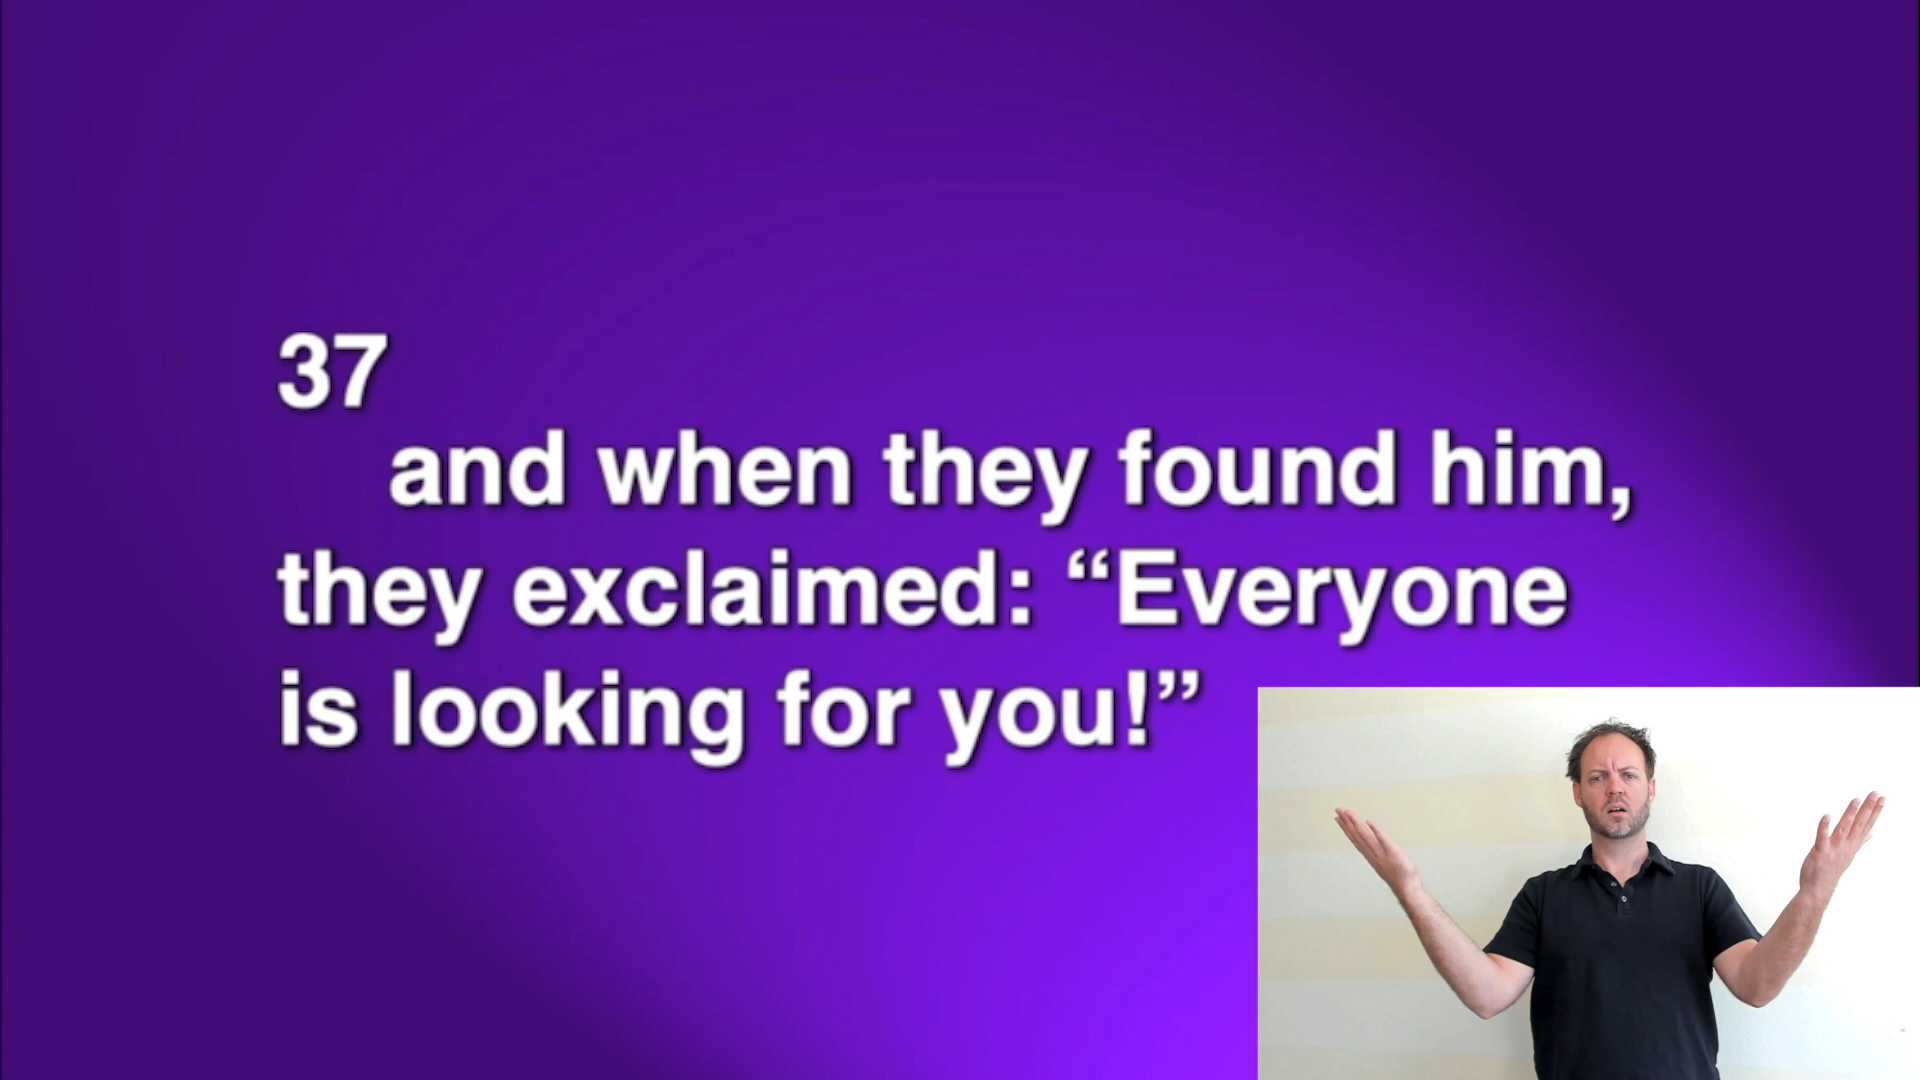 37
and when they found him,
they exclaimed: “Everyone
is looking for you!”